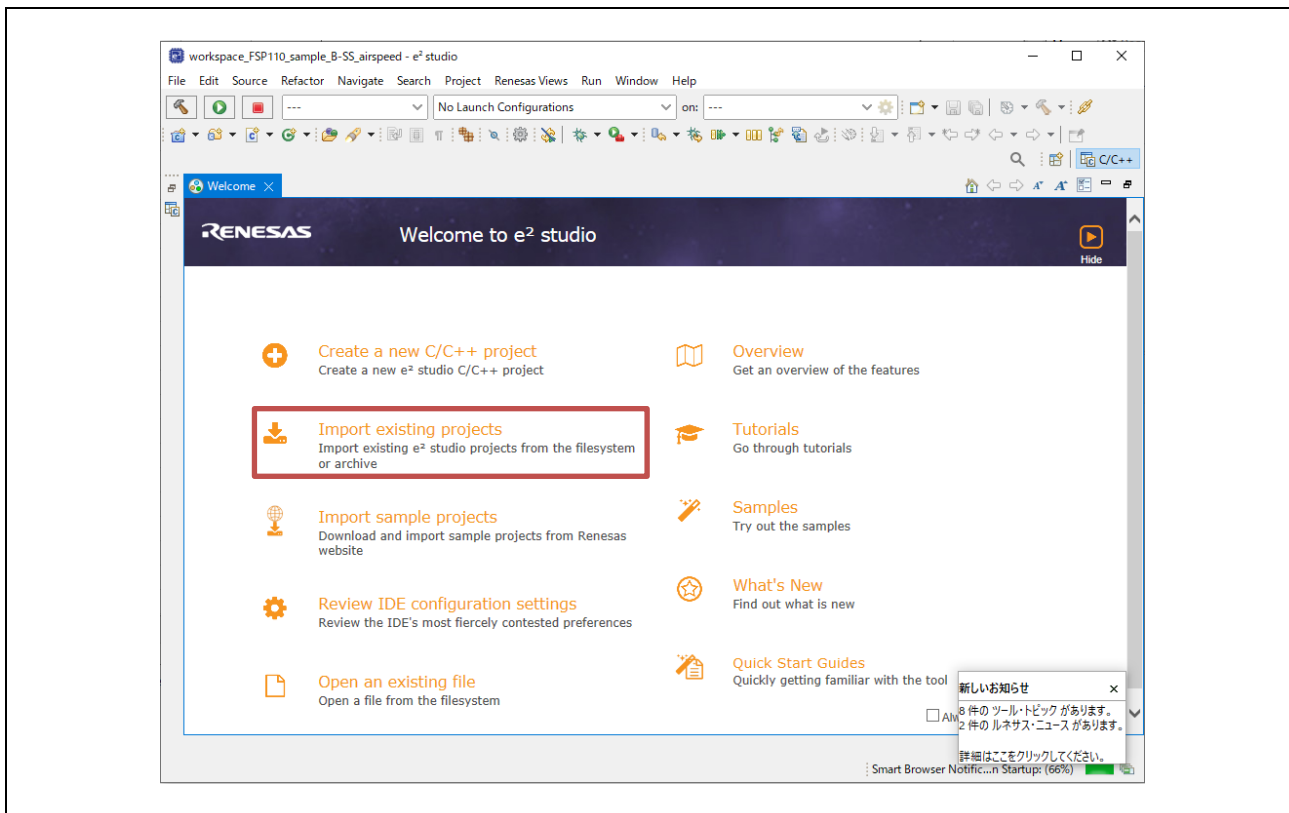 workspace_FSP110_sample_B-SS_airspeed - e² studio
File Edit Source Refactor Navigate Search Project Renesas Views Run Window Help
--- No Launch Configurations on: ---
C/C++
Welcome
RENESAS Welcome to e² studio
Hide
Create a new C/C++ project
Create a new e² studio C/C++ project
Import existing projects
Import existing e² studio projects from the filesystem
or archive
Import sample projects
Download and import sample projects from Renesas
website
Review IDE configuration settings
Review the IDE's most fiercely contested preferences
Open an existing file
Open a file from the filesystem
Overview
Get an overview of the features
Tutorials
Go through tutorials
Samples
Try out the samples
What's New
Find out what is new
Quick Start Guides
Quickly getting familiar with the tool
新しいお知らせ
8 件の ツール・トピック があります。
2 件の ルネサス・ニュース があります。
詳細はここをクリックしてください。
Smart Browser Notific...n Startup: (66%)